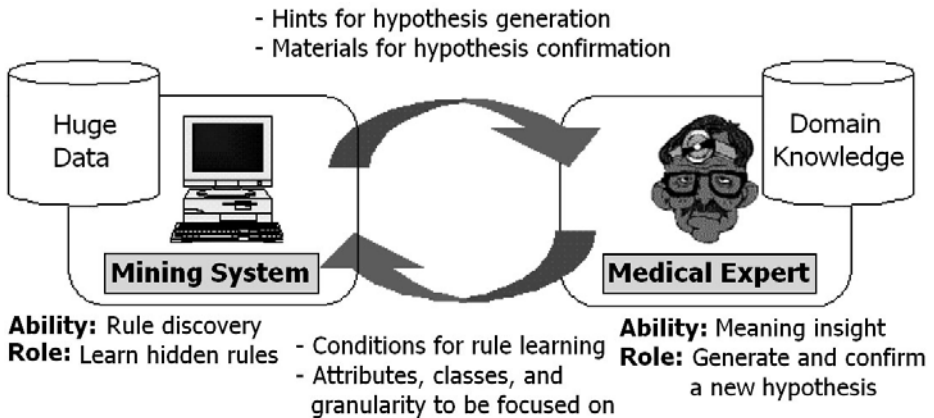 - Hints for hypothesis generation
- Materials for hypothesis confirmation
Huge
Data
Domain
Knowledge
Mining System
Medical Expert
Ability: Rule discovery
Role: Learn hidden rules
- Conditions for rule learning
- Attributes, classes, and
granularity to be focused on
Ability: Meaning insight
Role: Generate and confirm
a new hypothesis